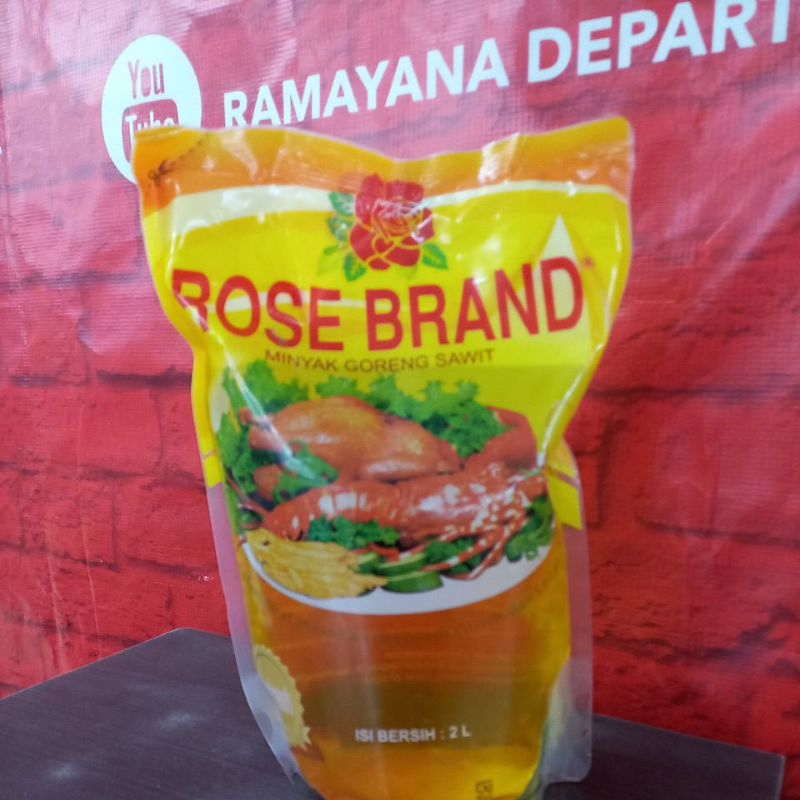 You
Tube
RAMAYANA DEPART
ROSE BRAND
MINYAK GORENG SAWIT
ISI BERSIH : 2 L